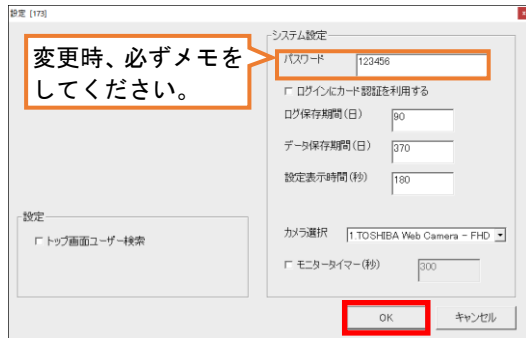 設定 [173]
変更時、必ずメモを
してください。
システム設定
パスワード 123456
ログインにカード認証を利用する
ログ保存期間(日) 90
データ保存期間(日) 370
設定表示時間(秒) 180
カメラ選択 1.TOSHIBA Web Camera - FHD
モニタータイマー(秒) 300
設定
トップ画面ユーザー検索
OK キャンセル